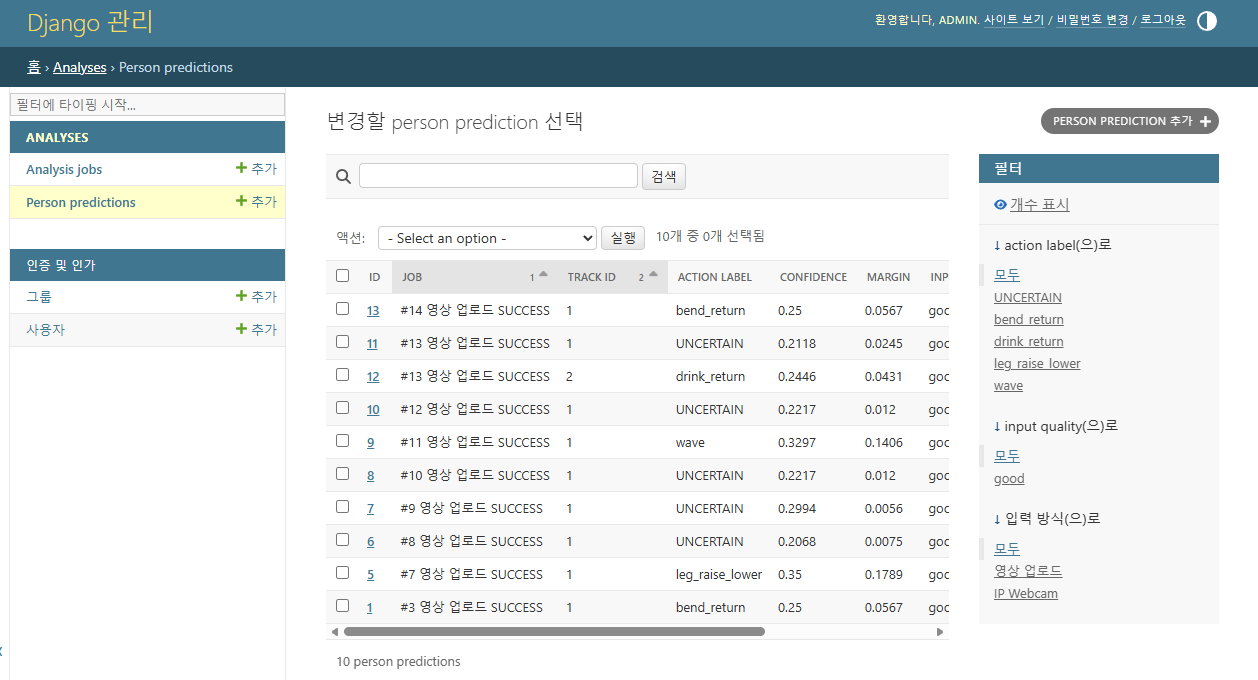 Django 관리
환영합니다, ADMIN. 사이트 보기 / 비밀번호 변경 / 로그아웃
홈 › Analyses › Person predictions
필터에 타이핑 시작...
ANALYSES
Analysis jobs 추가
Person predictions 추가
인증 및 인가
그룹 추가
사용자 추가
변경할 person prediction 선택
PERSON PREDICTION 추가
검색
액션: - Select an option - 실행 10개 중 0개 선택됨
ID JOB 1 TRACK ID 2 ACTION LABEL CONFIDENCE MARGIN INP
13 #14 영상 업로드 SUCCESS 1 bend_return 0.25 0.0567 goo
11 #13 영상 업로드 SUCCESS 1 UNCERTAIN 0.2118 0.0245 goo
12 #13 영상 업로드 SUCCESS 2 drink_return 0.2446 0.0431 goo
10 #12 영상 업로드 SUCCESS 1 UNCERTAIN 0.2217 0.012 goo
9 #11 영상 업로드 SUCCESS 1 wave 0.3297 0.1406 goo
8 #10 영상 업로드 SUCCESS 1 UNCERTAIN 0.2217 0.012 goo
7 #9 영상 업로드 SUCCESS 1 UNCERTAIN 0.2994 0.0056 goo
6 #8 영상 업로드 SUCCESS 1 UNCERTAIN 0.2068 0.0075 goo
5 #7 영상 업로드 SUCCESS 1 leg_raise_lower 0.35 0.1789 goo
1 #3 영상 업로드 SUCCESS 1 bend_return 0.25 0.0567 goo
10 person predictions
필터
개수 표시
↓ action label(으)로
모두
UNCERTAIN
bend_return
drink_return
leg_raise_lower
wave
↓ input quality(으)로
모두
good
↓ 입력 방식(으)로
모두
영상 업로드
IP Webcam